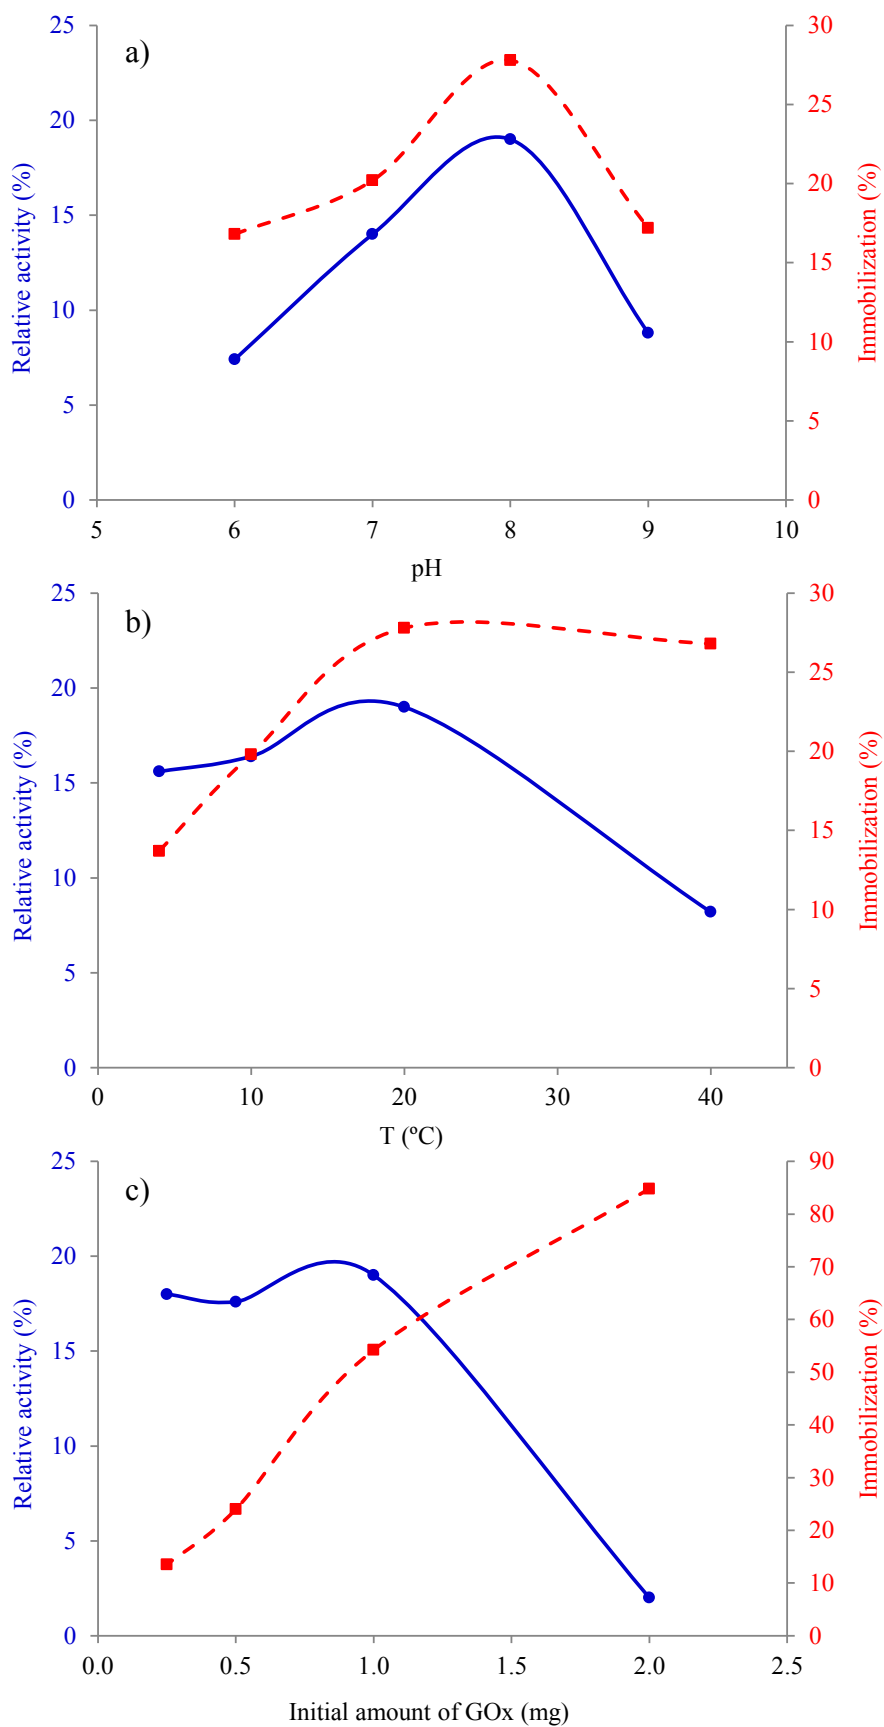 a)
Relative activity (%)
25
20
15
10
5
0
30
25
20
15
10
5
0
Immobilization (%)
5 6 7 8 9 10
pH
b)
Relative activity (%)
25
20
15
10
5
0
30
25
20
15
10
5
0
Immobilization (%)
0 10 20 30 40
T (ºC)
c)
Relative activity (%)
25
20
15
10
5
0
90
80
70
60
50
40
30
20
10
0
Immobilization (%)
0.0 0.5 1.0 1.5 2.0 2.5
Initial amount of GOx (mg)